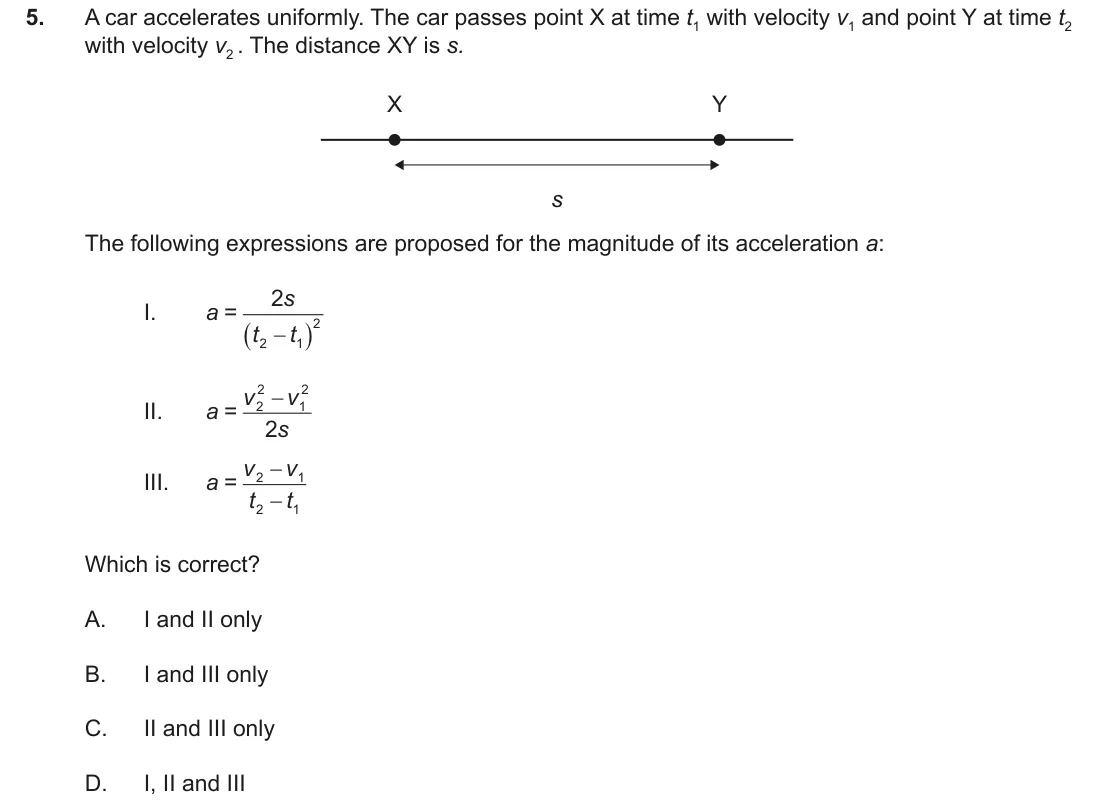 5. A car accelerates uniformly. The car passes point X at time t₁ with velocity v₁ and point Y at time t₂
with velocity v₂. The distance XY is s.
X Y
s
The following expressions are proposed for the magnitude of its acceleration a:
I. a = 2s / (t₂ − t₁)²
II. a = (v₂² − v₁²) / 2s
III. a = (v₂ − v₁) / (t₂ − t₁)
Which is correct?
A. I and II only
B. I and III only
C. II and III only
D. I, II and III